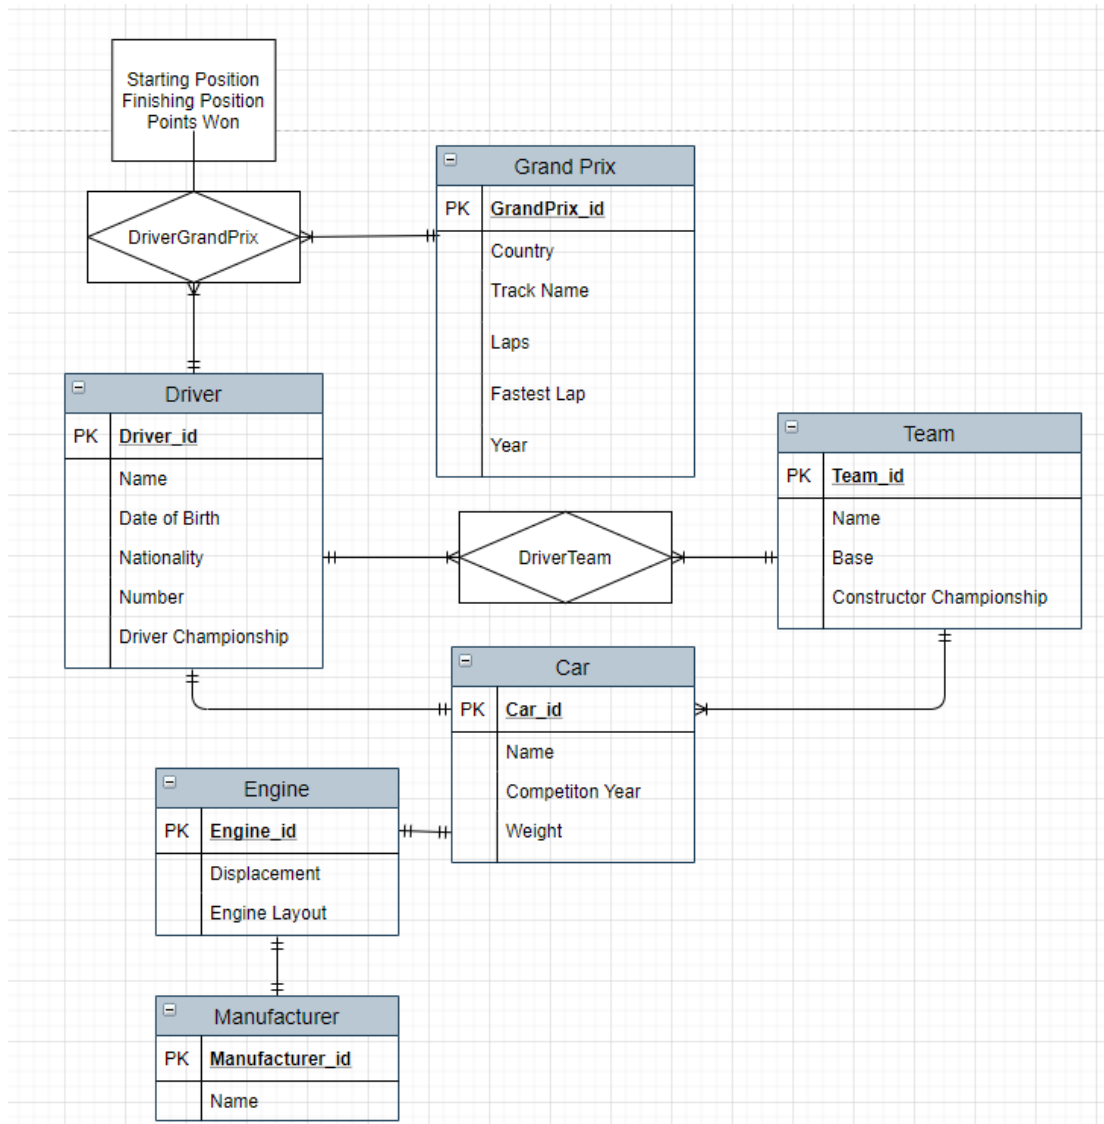 Starting Position
Finishing Position
Points Won
DriverGrandPrix
Grand Prix
PK GrandPrix_id
Country
Track Name
Laps
Fastest Lap
Year
Driver
PK Driver_id
Name
Date of Birth
Nationality
Number
Driver Championship
DriverTeam
Team
PK Team_id
Name
Base
Constructor Championship
Car
PK Car_id
Name
Competiton Year
Weight
Engine
PK Engine_id
Displacement
Engine Layout
Manufacturer
PK Manufacturer_id
Name